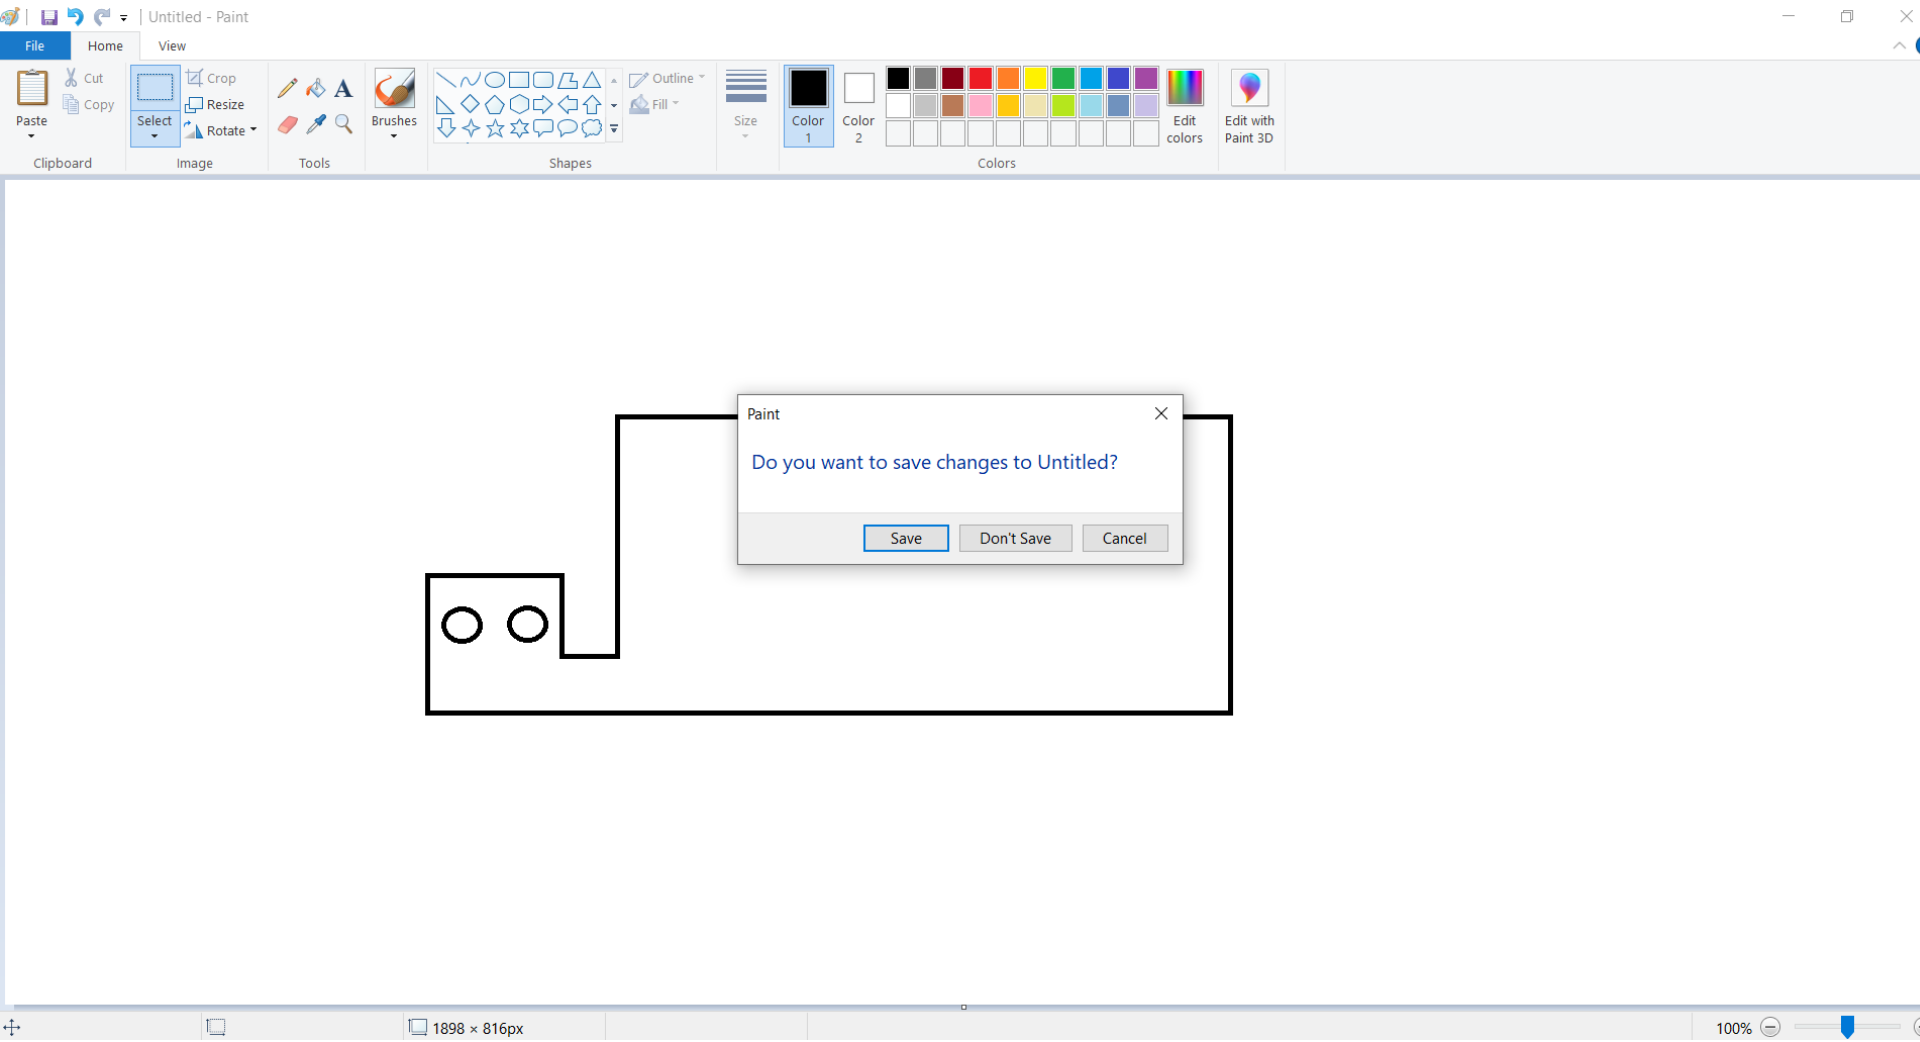 Untitled - Paint
File Home View
Paste
Cut
Copy
Clipboard
Select
Crop
Resize
Rotate
Image
A
Tools
Brushes
Shapes
Outline
Fill
Size
Color
1
Color
2
Colors
Edit
colors
Edit with
Paint 3D
Paint
Do you want to save changes to Untitled?
Save Don't Save Cancel
1898 × 816px
100%